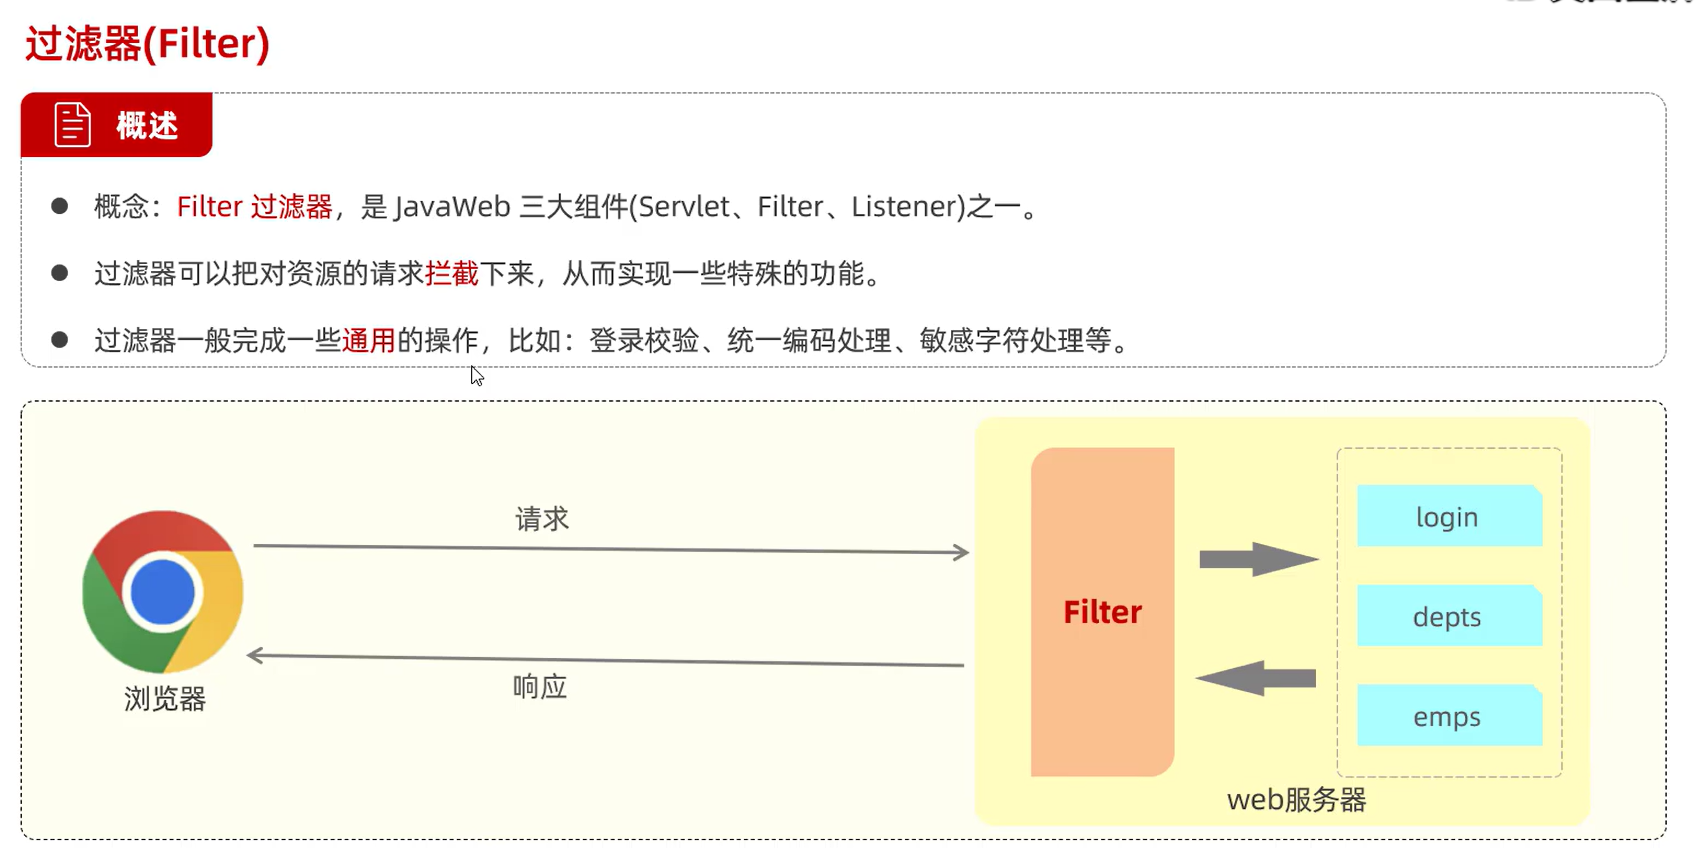 过滤器(Filter)
概述
概念：Filter 过滤器，是 JavaWeb 三大组件(Servlet、Filter、Listener)之一。
过滤器可以把对资源的请求拦截下来，从而实现一些特殊的功能。
过滤器一般完成一些通用的操作，比如：登录校验、统一编码处理、敏感字符处理等。
请求
响应
浏览器
Filter
login
depts
emps
web服务器